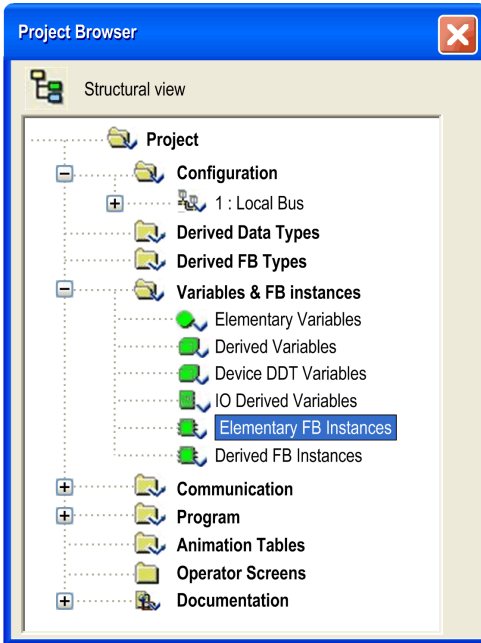 Project Browser
Structural view
Project
Configuration
1 : Local Bus
Derived Data Types
Derived FB Types
Variables & FB instances
Elementary Variables
Derived Variables
Device DDT Variables
IO Derived Variables
Elementary FB Instances
Derived FB Instances
Communication
Program
Animation Tables
Operator Screens
Documentation